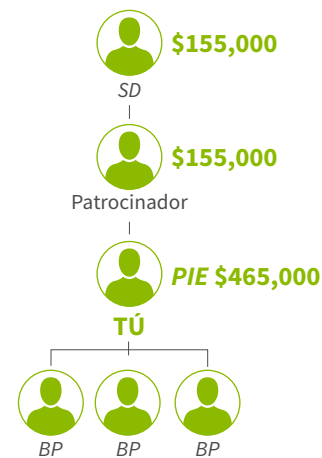 $155,000
SD
$155,000
Patrocinador
PIE $465,000
TÚ
BP BP BP